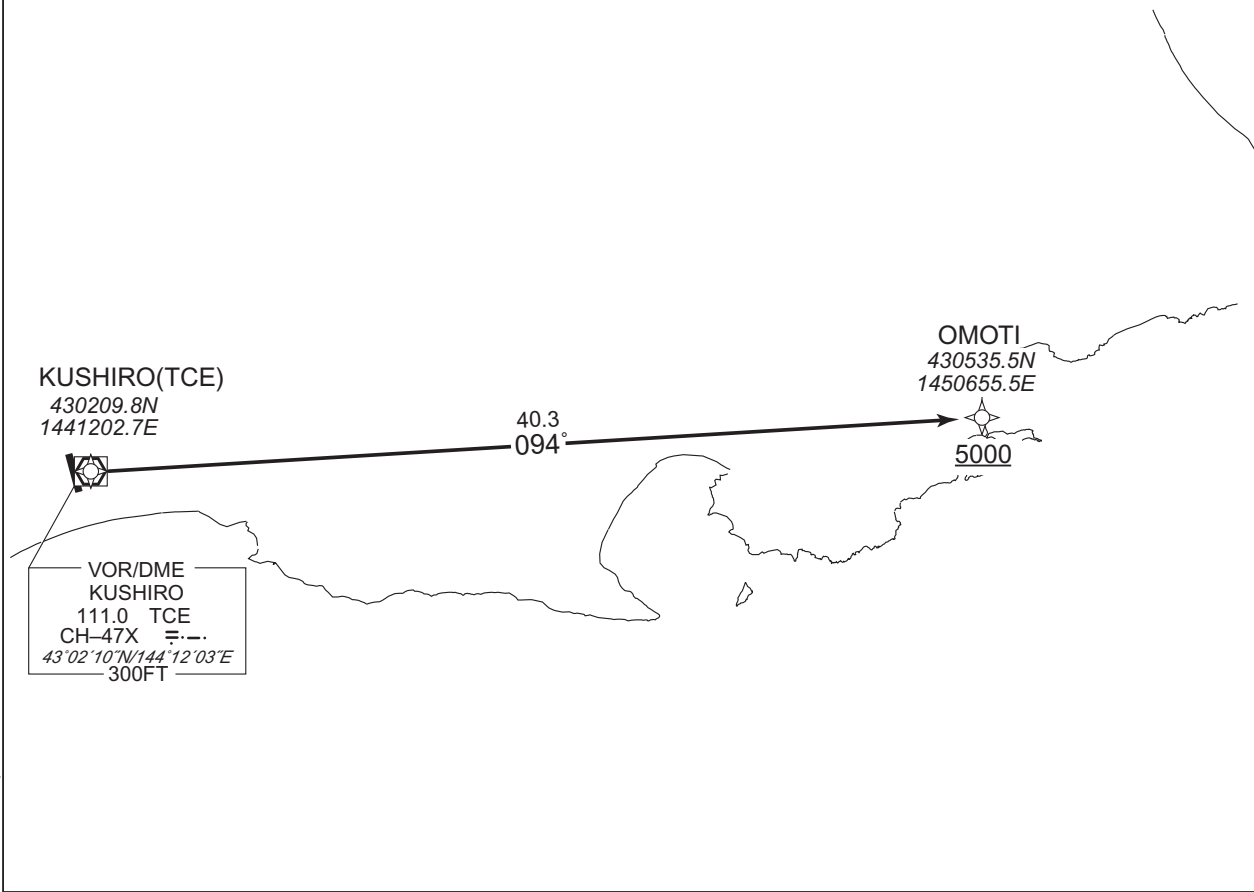 OMOTI
430535.5N
1450655.5E
5000
KUSHIRO(TCE)
430209.8N
1441202.7E
40.3
094°
VOR/DME
KUSHIRO
111.0 TCE
CH–47X
43°02´10˝N/144°12´03˝E
300FT